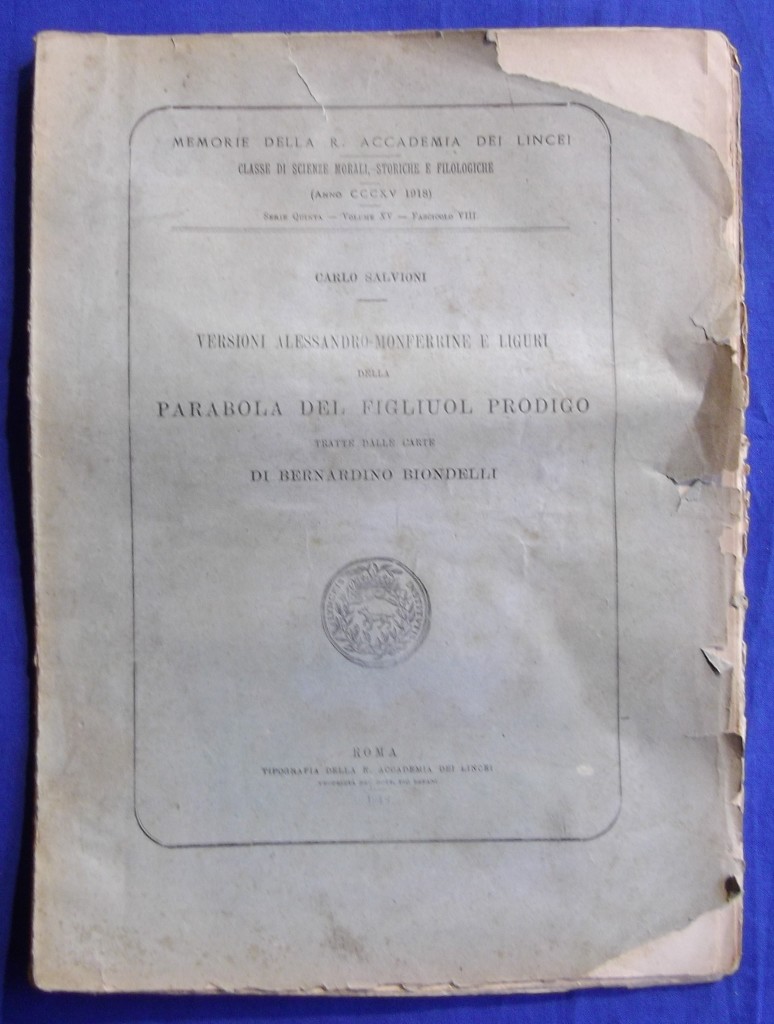 MEMORIE DELLA R. ACCADEMIA DEI LINCEI
CLASSE DI SCIENZE MORALI, STORICHE E FILOLOGICHE
(ANNO CCCXV 1918)
SERIE QUINTA — VOLUME XV — FASCICOLO VIII
CARLO SALVIONI
VERSIONI ALESSANDRO-MONFERRINE E LIGURI
DELLA
PARABOLA DEL FIGLIUOL PRODIGO
TRATTE DALLE CARTE
DI BERNARDINO BIONDELLI
ROMA
TIPOGRAFIA DELLA R. ACCADEMIA DEI LINCEI